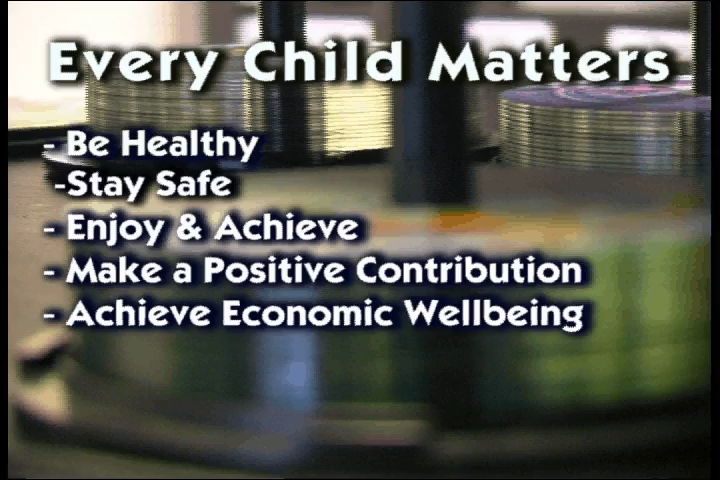 Every Child Matters
- Be Healthy
-Stay Safe
- Enjoy & Achieve
- Make a Positive Contribution
- Achieve Economic Wellbeing